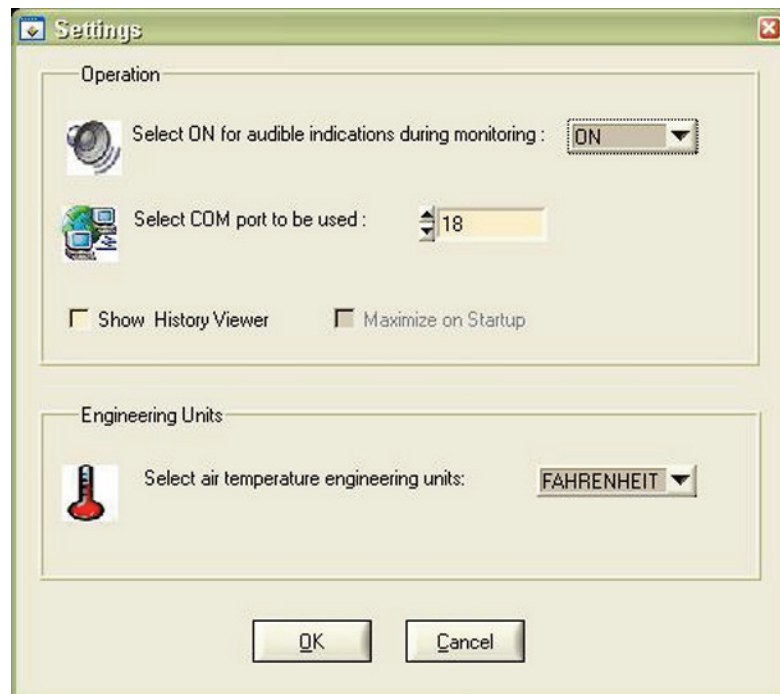 Settings
Operation
Select ON for audible indications during monitoring : ON
Select COM port to be used : 18
Show History Viewer Maximize on Startup
Engineering Units
Select air temperature engineering units: FAHRENHEIT
OK Cancel